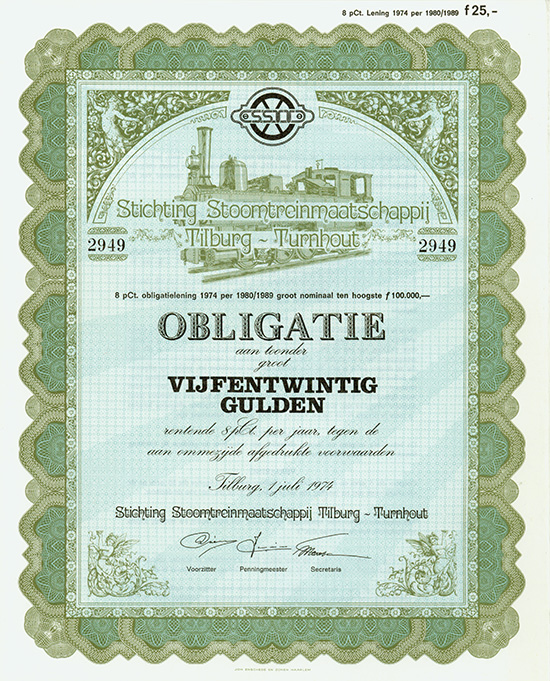 8 pCt. Lening 1974 per 1980/1989 f 25,-
S.S.T.T.
Stichting Stoomtreinmaatschappij
Tilburg - Turnhout
2949 2949
8 pCt. obligatielening 1974 per 1980/1989 groot nominaal ten hoogste ƒ 100.000,—
OBLIGATIE
aan toonder
groot
VIJFENTWINTIG
GULDEN
rentende 8 pCt. per jaar, tegen de
aan ommezijde afgedrukte voorwaarden
Tilburg, 1 juli 1974
Stichting Stoomtreinmaatschappij Tilburg - Turnhout
Voorzitter Penningmeester Secretaris